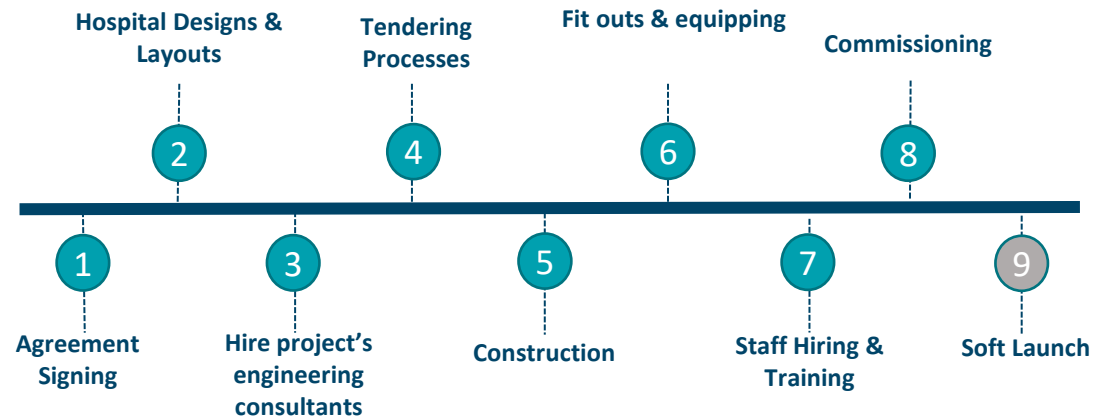 Hospital Designs &
Layouts
Tendering
Processes
Fit outs & equipping
Commissioning
2
4
6
8
1
3
5
7
9
Agreement
Signing
Hire project’s
engineering
consultants
Construction
Staff Hiring &
Training
Soft Launch